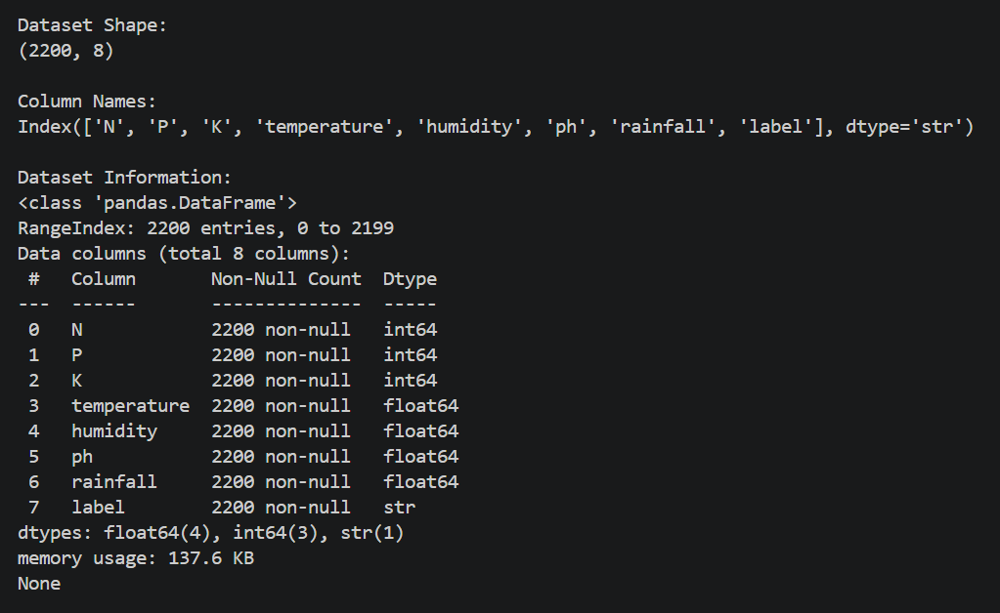 Dataset Shape:
(2200, 8)

Column Names:
Index(['N', 'P', 'K', 'temperature', 'humidity', 'ph', 'rainfall', 'label'], dtype='str')

Dataset Information:
<class 'pandas.DataFrame'>
RangeIndex: 2200 entries, 0 to 2199
Data columns (total 8 columns):
 #   Column       Non-Null Count  Dtype
---  ------       --------------  -----
 0   N            2200 non-null   int64
 1   P            2200 non-null   int64
 2   K            2200 non-null   int64
 3   temperature  2200 non-null   float64
 4   humidity     2200 non-null   float64
 5   ph           2200 non-null   float64
 6   rainfall     2200 non-null   float64
 7   label        2200 non-null   str
dtypes: float64(4), int64(3), str(1)
memory usage: 137.6 KB
None